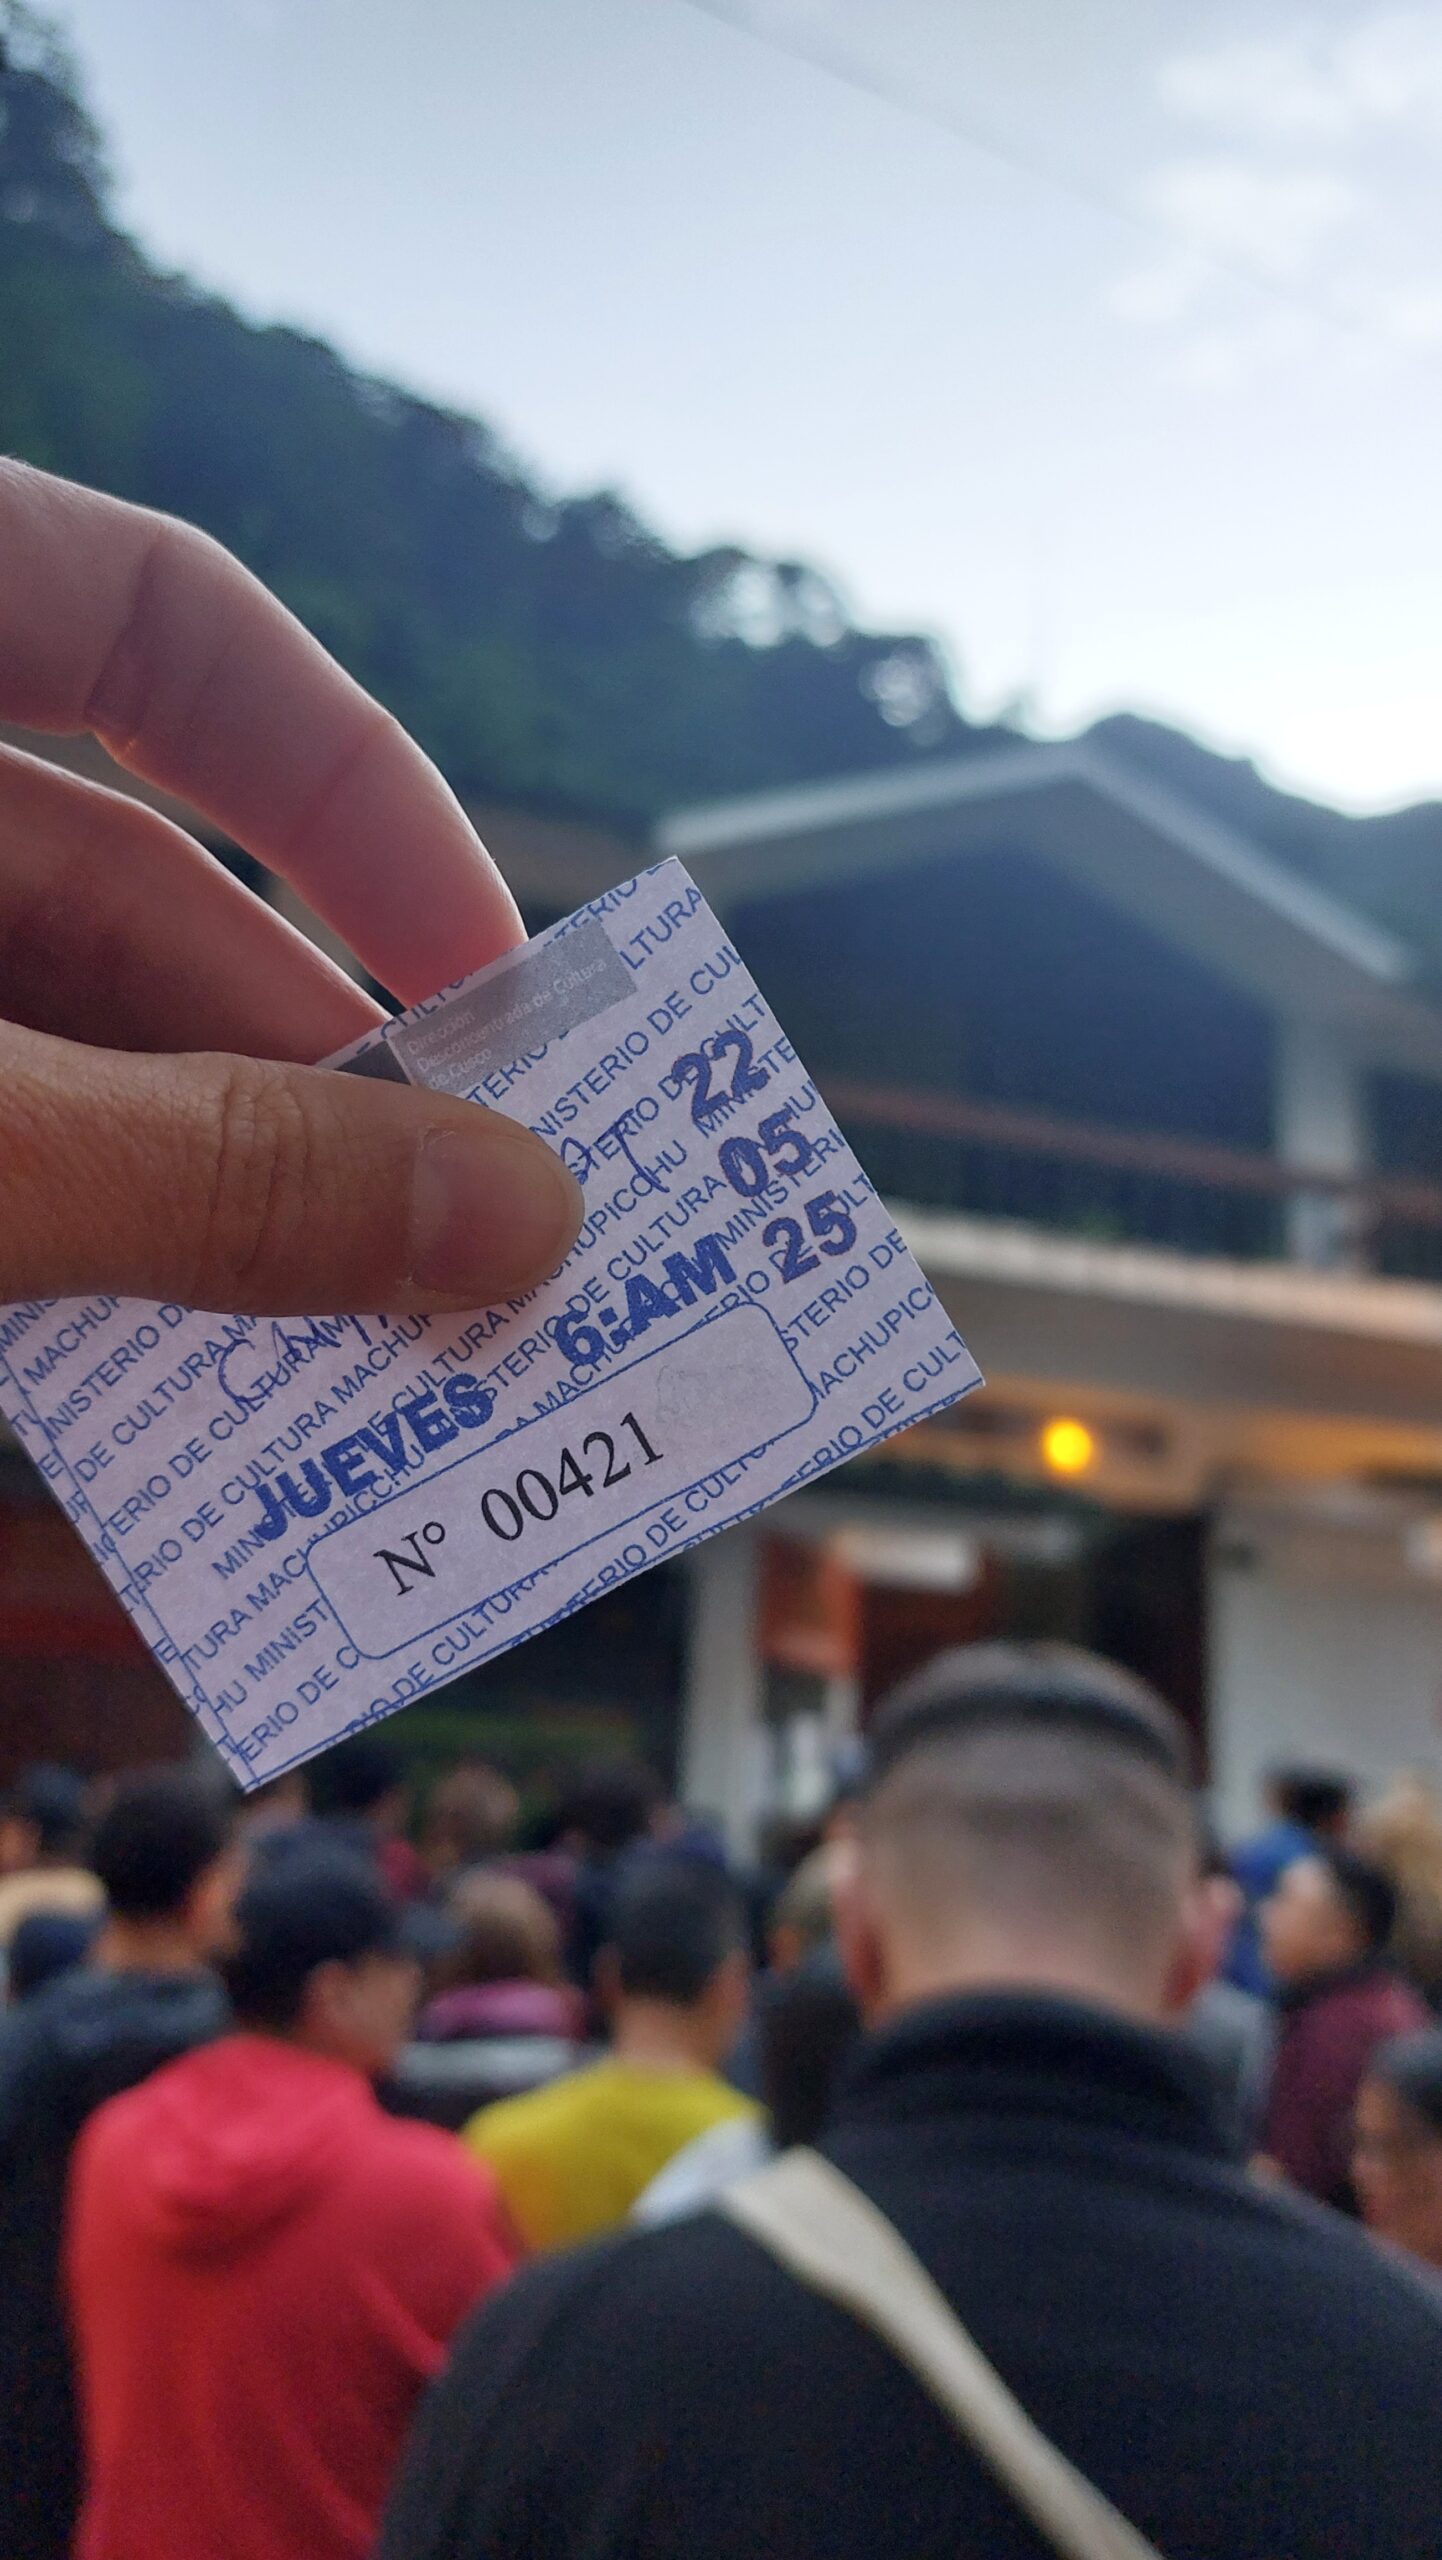 Dirección
Desconcentrada de Cultura
de Cusco
22
05
25
JUEVES 6:AM
N° 00421
MINISTERIO DE CULTURA MACHUPICCHU